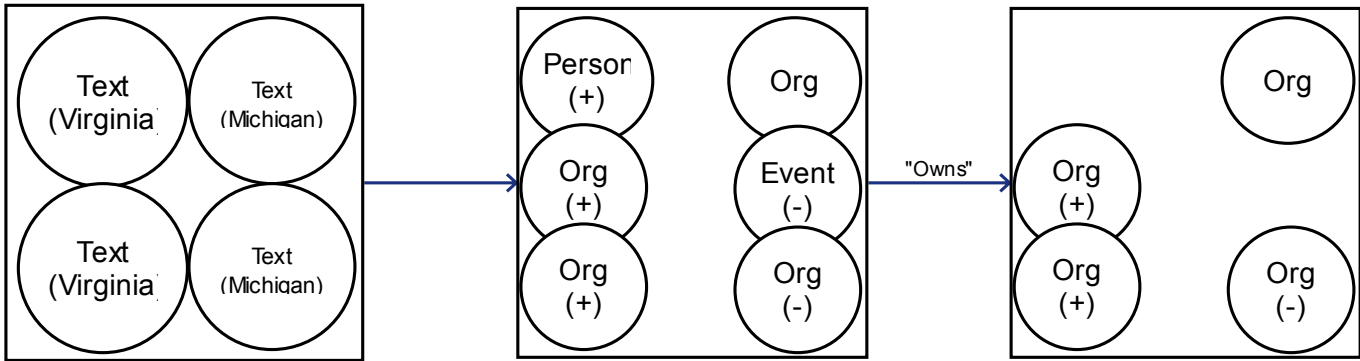 Text
(Virginia)
Text
(Michigan)
Text
(Virginia)
Text
(Michigan)
Person
(+)
Org
Org
(+)
Event
(-)
Org
(+)
Org
(-)
"Owns"
Org
Org
(+)
Org
(+)
Org
(-)